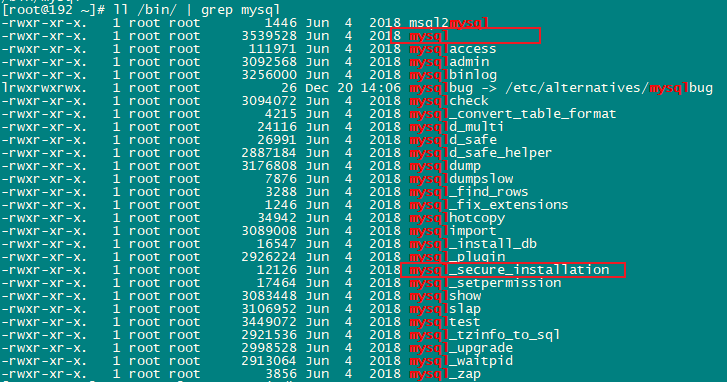 [root@192 ~]# ll /bin/ | grep mysql
-rwxr-xr-x. 1 root root 1446 Jun 4 2018 msql2mysql
-rwxr-xr-x. 1 root root 3539528 Jun 4 2018 mysql
-rwxr-xr-x. 1 root root 111971 Jun 4 2018 mysqlaccess
-rwxr-xr-x. 1 root root 3092568 Jun 4 2018 mysqladmin
-rwxr-xr-x. 1 root root 3256000 Jun 4 2018 mysqlbinlog
lrwxrwxrwx. 1 root root 26 Dec 20 14:06 mysqlbug -> /etc/alternatives/mysqlbug
-rwxr-xr-x. 1 root root 3094072 Jun 4 2018 mysqlcheck
-rwxr-xr-x. 1 root root 4215 Jun 4 2018 mysql_convert_table_format
-rwxr-xr-x. 1 root root 24116 Jun 4 2018 mysqld_multi
-rwxr-xr-x. 1 root root 26991 Jun 4 2018 mysqld_safe
-rwxr-xr-x. 1 root root 2887184 Jun 4 2018 mysqld_safe_helper
-rwxr-xr-x. 1 root root 3176808 Jun 4 2018 mysqldump
-rwxr-xr-x. 1 root root 7876 Jun 4 2018 mysqldumpslow
-rwxr-xr-x. 1 root root 3288 Jun 4 2018 mysql_find_rows
-rwxr-xr-x. 1 root root 1246 Jun 4 2018 mysql_fix_extensions
-rwxr-xr-x. 1 root root 34942 Jun 4 2018 mysqlhotcopy
-rwxr-xr-x. 1 root root 3089008 Jun 4 2018 mysqlimport
-rwxr-xr-x. 1 root root 16547 Jun 4 2018 mysql_install_db
-rwxr-xr-x. 1 root root 2926224 Jun 4 2018 mysql_plugin
-rwxr-xr-x. 1 root root 12126 Jun 4 2018 mysql_secure_installation
-rwxr-xr-x. 1 root root 17464 Jun 4 2018 mysql_setpermission
-rwxr-xr-x. 1 root root 3083448 Jun 4 2018 mysqlshow
-rwxr-xr-x. 1 root root 3106952 Jun 4 2018 mysqlslap
-rwxr-xr-x. 1 root root 3449072 Jun 4 2018 mysqltest
-rwxr-xr-x. 1 root root 2921536 Jun 4 2018 mysql_tzinfo_to_sql
-rwxr-xr-x. 1 root root 2998528 Jun 4 2018 mysql_upgrade
-rwxr-xr-x. 1 root root 2913064 Jun 4 2018 mysql_waitpid
-rwxr-xr-x. 1 root root 3856 Jun 4 2018 mysql_zap